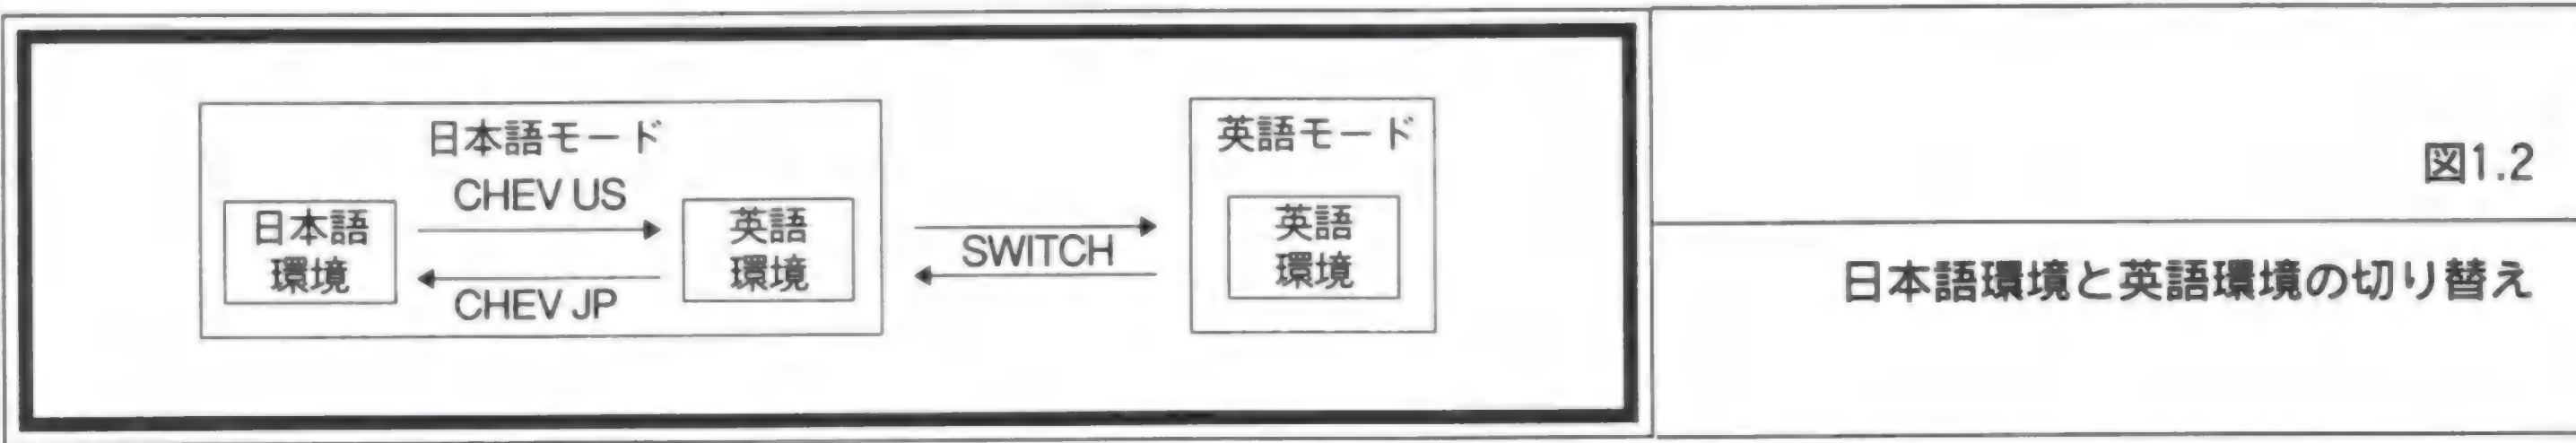 日本語モード
CHEV US
日本語
環境
英語
環境
CHEV JP
SWITCH
英語モード
英語
環境
図1.2
日本語環境と英語環境の切り替え